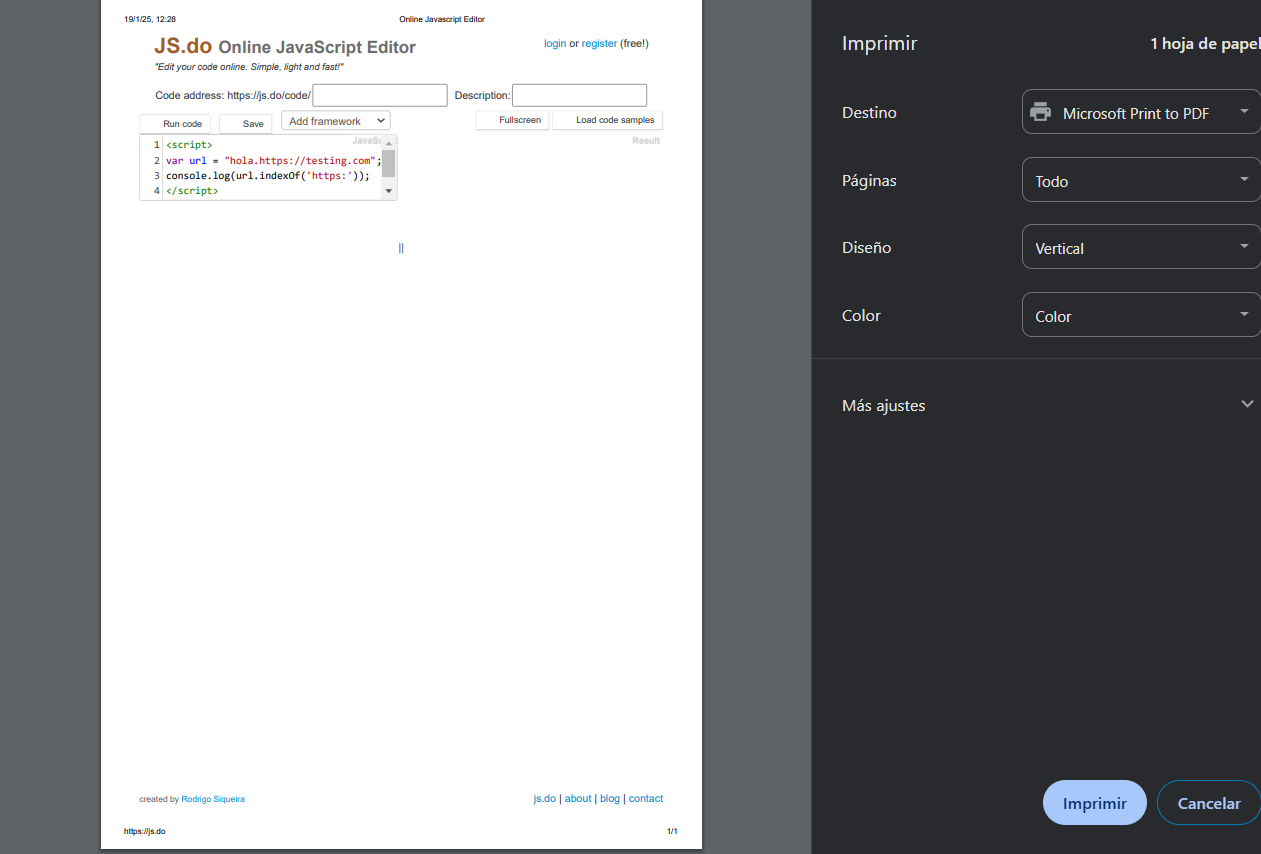 19/1/25, 12:28 Online Javascript Editor
JS.do Online JavaScript Editor login or register (free!)
"Edit your code online. Simple, light and fast!"
Code address: https://js.do/code/ Description:
Run code Save Add framework Fullscreen Load code samples
Result
1 <script>
2 var url = "hola.https://testing.com";
3 console.log(url.indexOf('https:'));
4 </script>
||
created by Rodrigo Siqueira js.do | about | blog | contact
https://js.do 1/1
Imprimir 1 hoja de papel
Destino Microsoft Print to PDF
Páginas Todo
Diseño Vertical
Color Color
Más ajustes
Imprimir Cancelar